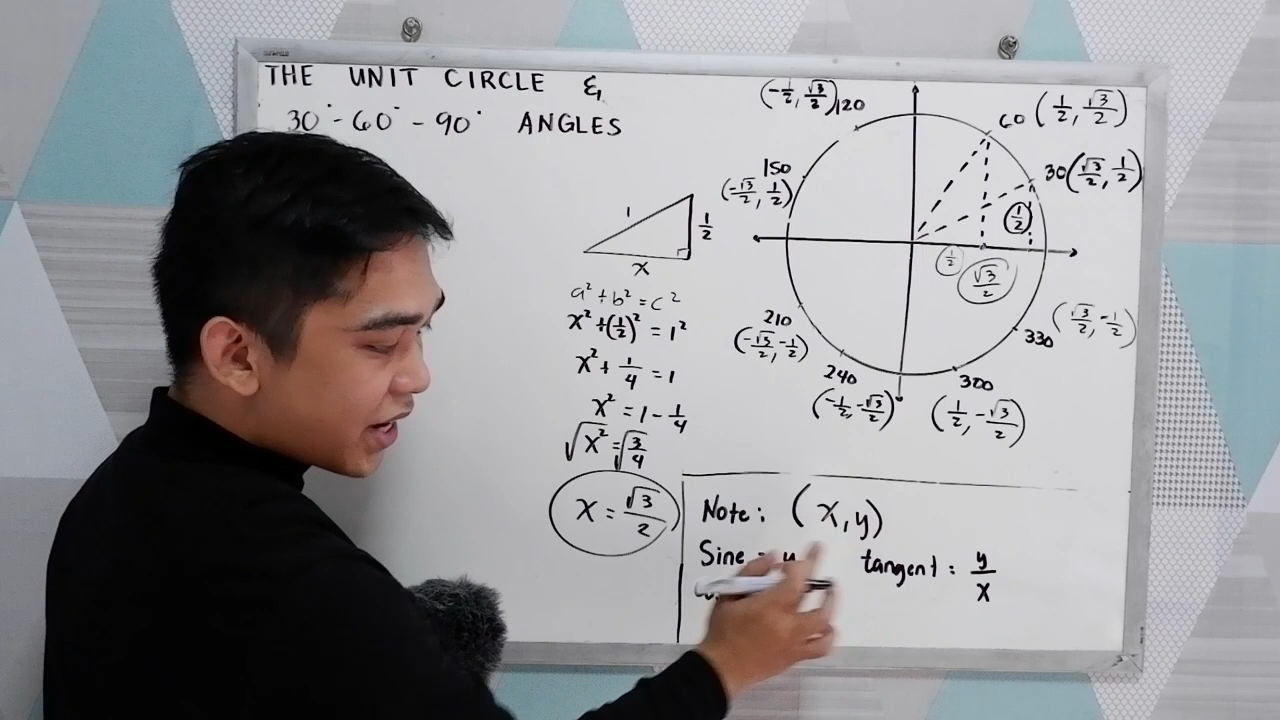 THE UNIT CIRCLE &
30° - 60° - 90° ANGLES
1
1/2
x
a² + b² = c²
x² + (1/2)² = 1²
x² + 1/4 = 1
x² = 1 - 1/4
√x² = √3/4
x = √3/2
(-1/2, √3/2) 120
60 (1/2, √3/2)
150
(-√3/2, 1/2)
30 (√3/2, 1/2)
1/2
1/2
√3/2
210
(-√3/2, -1/2)
(√3/2, -1/2)
330
240
(-1/2, -√3/2)
300
(1/2, -√3/2)
Note: (x, y)
Sine = y
tangent : y/x